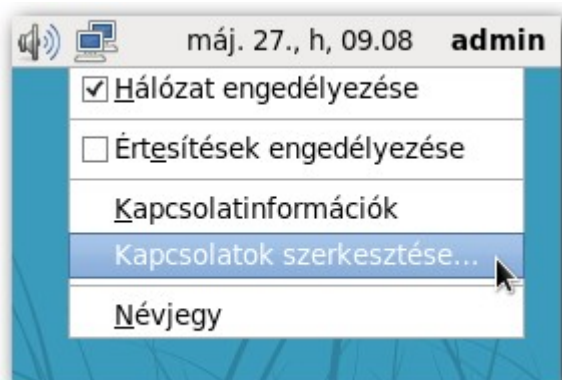 máj. 27., h, 09.08 admin
Hálózat engedélyezése
Értesítések engedélyezése
Kapcsolatinformációk
Kapcsolatok szerkesztése...
Névjegy